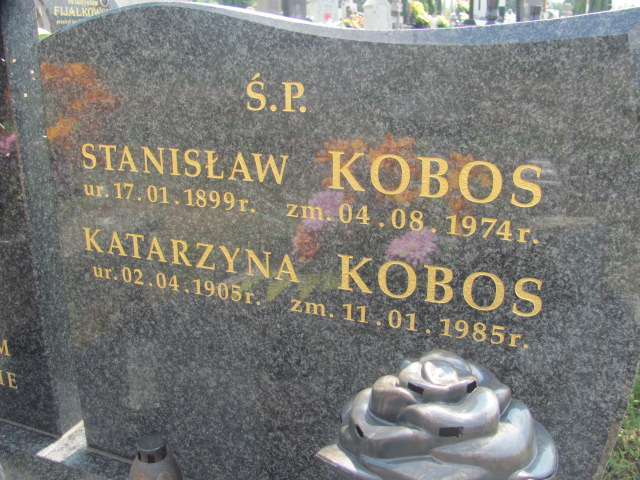 FIJAŁKOWS
Ś.P.
STANISŁAW KOBOS
ur. 17.01.1899r. zm. 04.08.1974r.
KATARZYNA KOBOS
ur. 02.04.1905r. zm. 11.01.1985r.